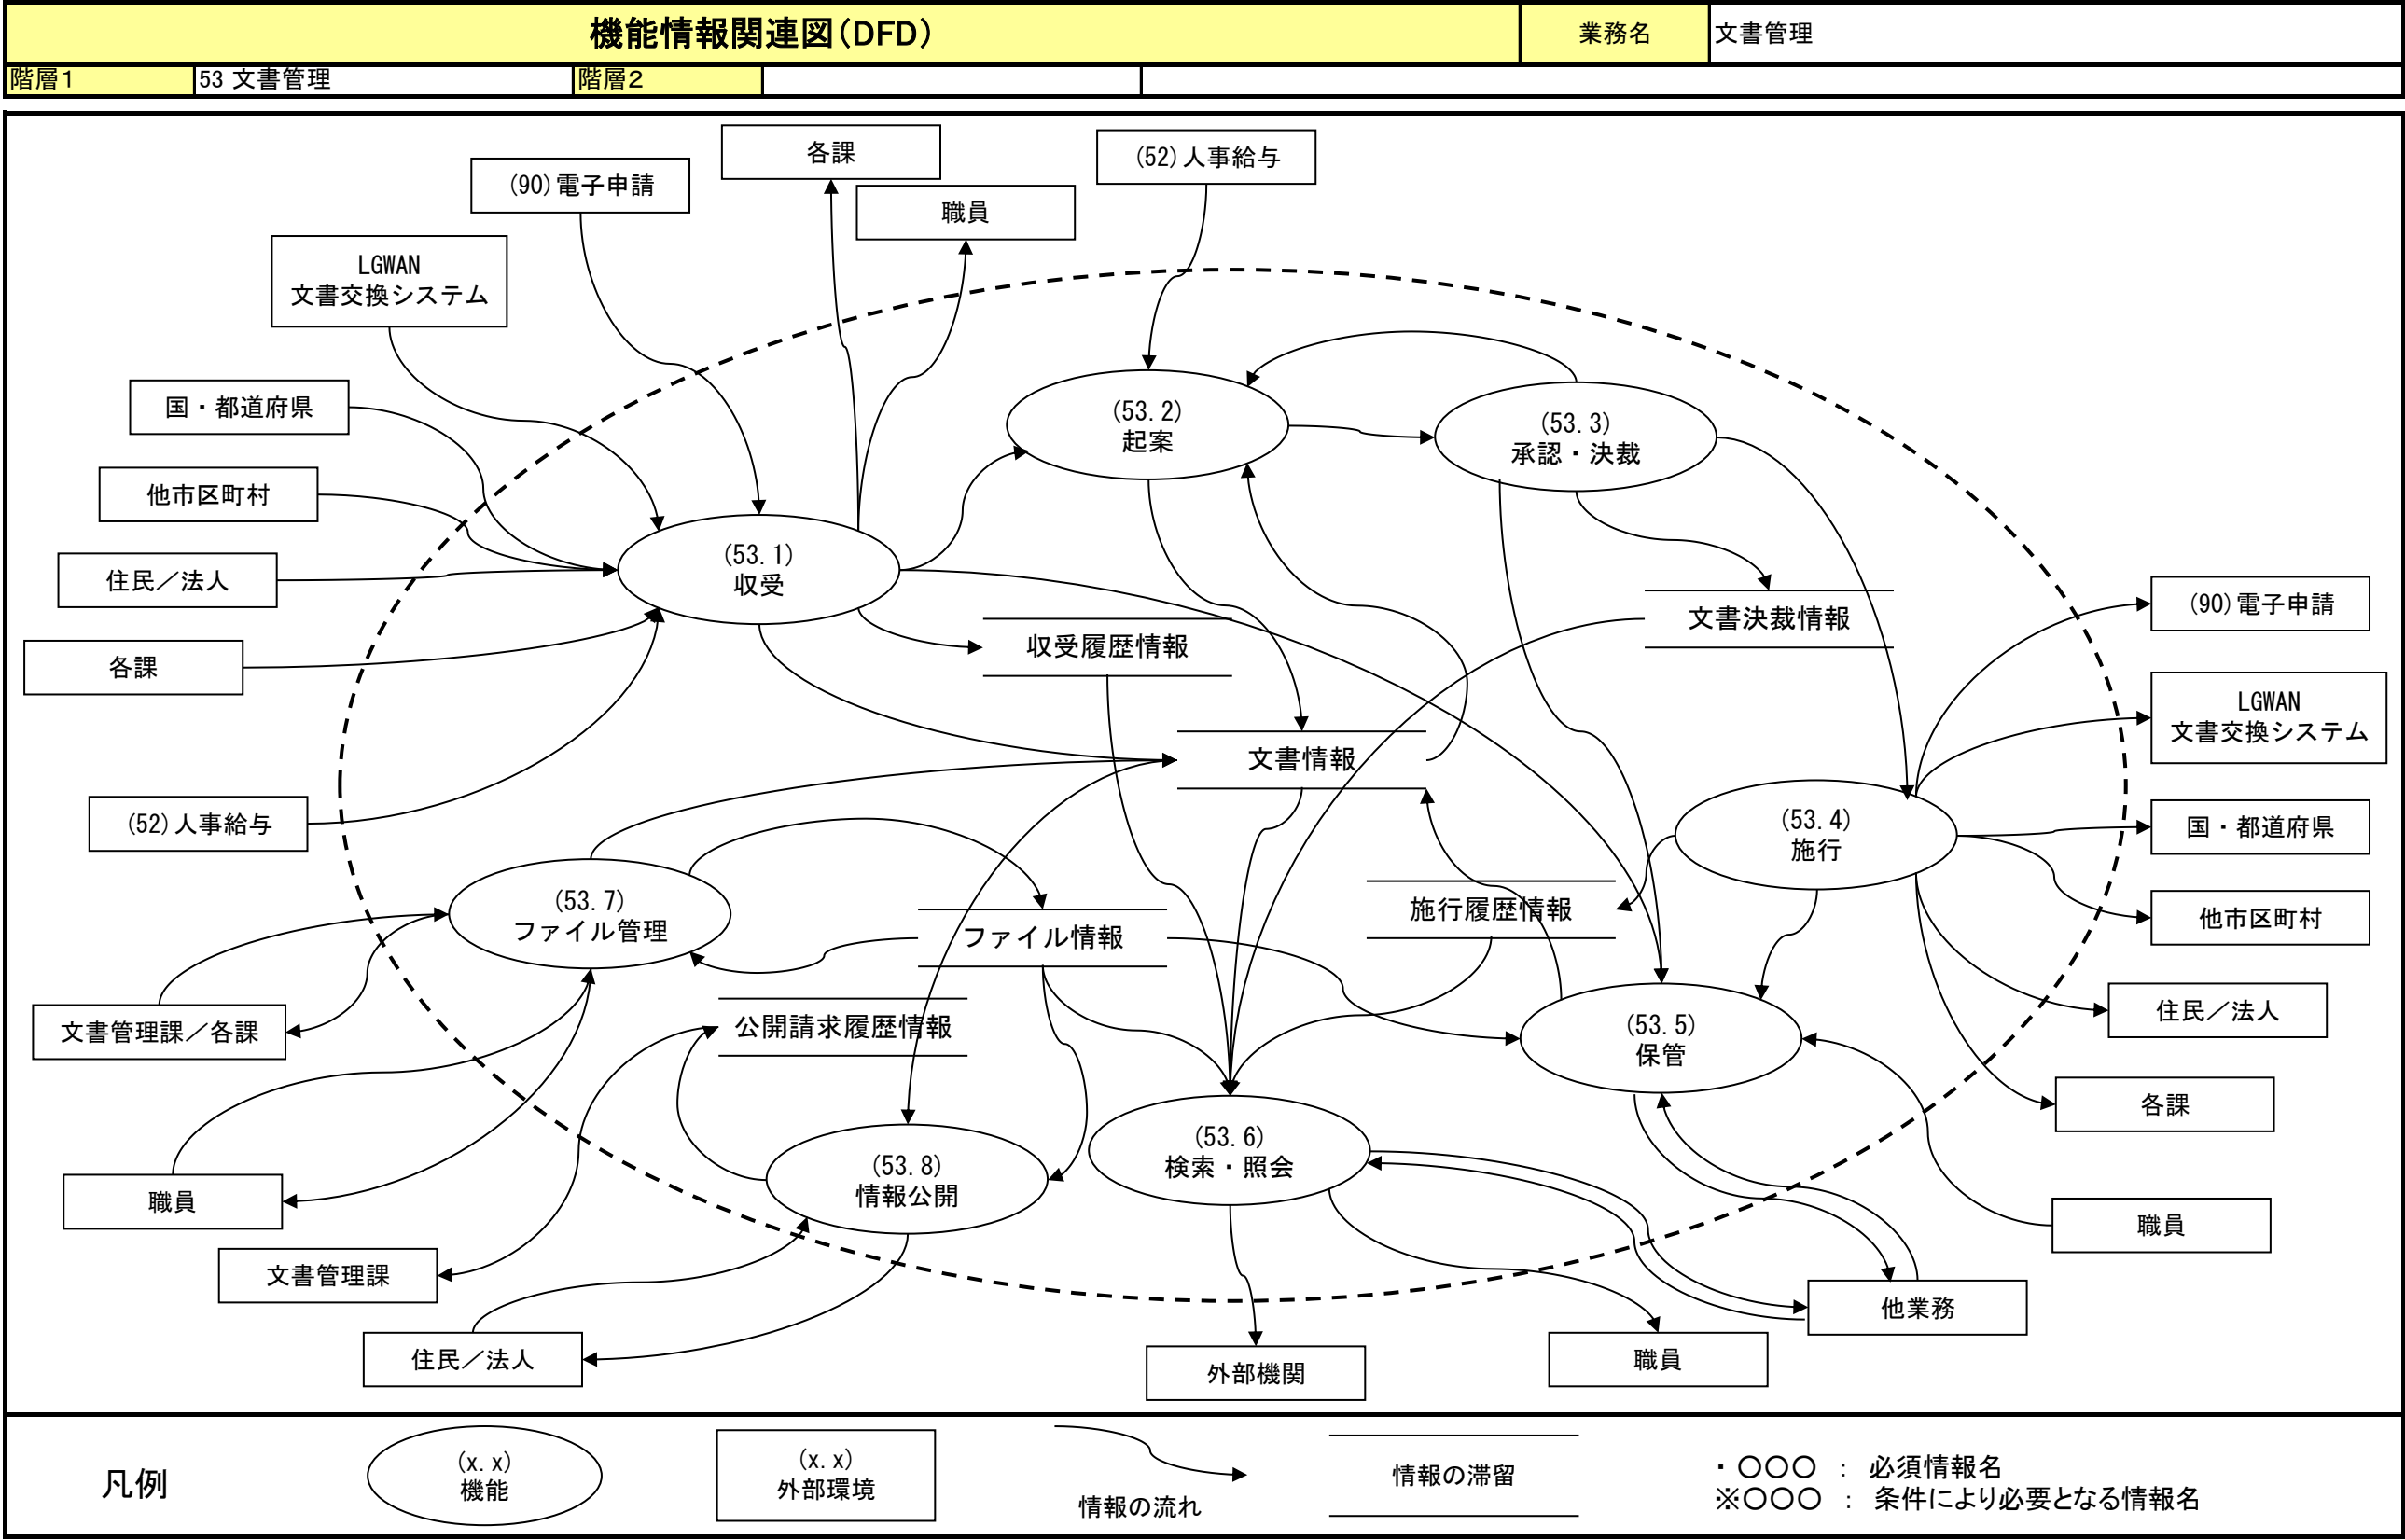 機能情報関連図（DFD）
業務名
文書管理
階層１
53 文書管理
階層２
各課
(52)人事給与
(90)電子申請
職員
LGWAN
文書交換システム
国・都道府県
(53.2)
起案
(53.3)
承認・決裁
他市区町村
(53.1)
収受
住民／法人
(90)電子申請
文書決裁情報
収受履歴情報
各課
LGWAN
文書交換システム
文書情報
(52)人事給与
(53.4)
施行
国・都道府県
(53.7)
ファイル管理
施行履歴情報
他市区町村
ファイル情報
文書管理課／各課
公開請求履歴情報
(53.5)
保管
住民／法人
各課
(53.6)
検索・照会
(53.8)
情報公開
職員
職員
文書管理課
他業務
住民／法人
外部機関
職員
凡例
(x.x)
機能
(x.x)
外部環境
情報の流れ
情報の滞留
・ ○○○ ： 必須情報名
※○○○ ： 条件により必要となる情報名